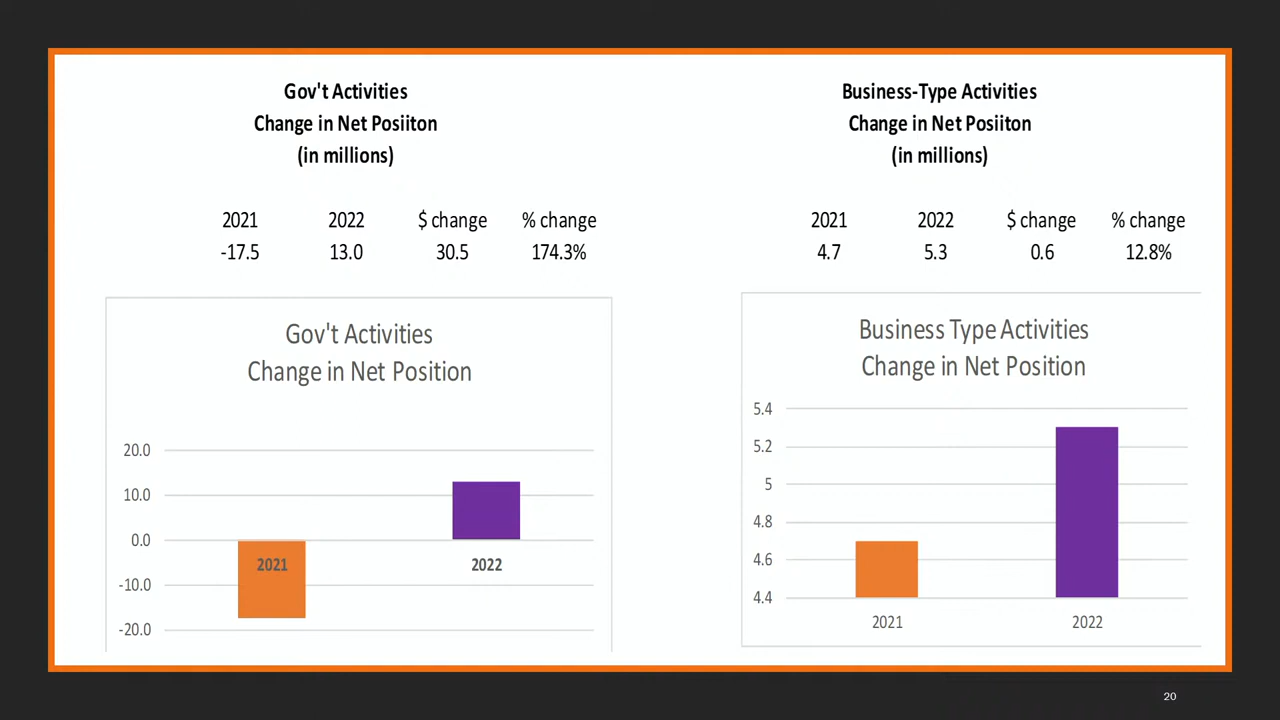 Gov't Activities
Change in Net Posiiton
(in millions)
2021 2022 $ change % change
-17.5 13.0 30.5 174.3%
Gov't Activities
Change in Net Position
20.0
10.0
0.0
-10.0
-20.0
2021 2022
Business-Type Activities
Change in Net Posiiton
(in millions)
2021 2022 $ change % change
4.7 5.3 0.6 12.8%
Business Type Activities
Change in Net Position
5.4
5.2
5
4.8
4.6
4.4
2021 2022
20